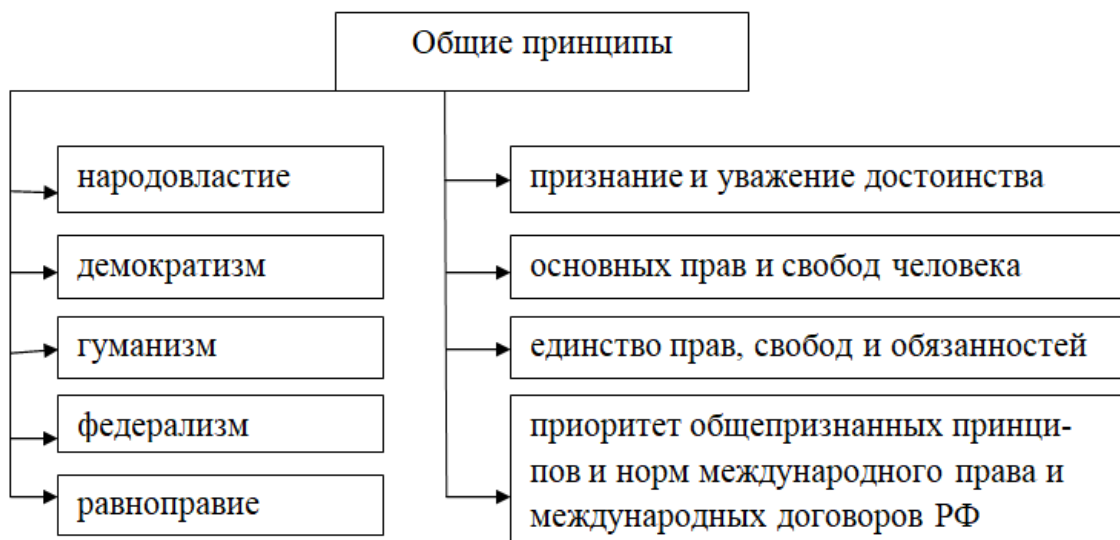 Общие принципы
народовластие
демократизм
гуманизм
федерализм
равноправие
признание и уважение достоинства
основных прав и свобод человека
единство прав, свобод и обязанностей
приоритет общепризнанных принци-
пов и норм международного права и
международных договоров РФ